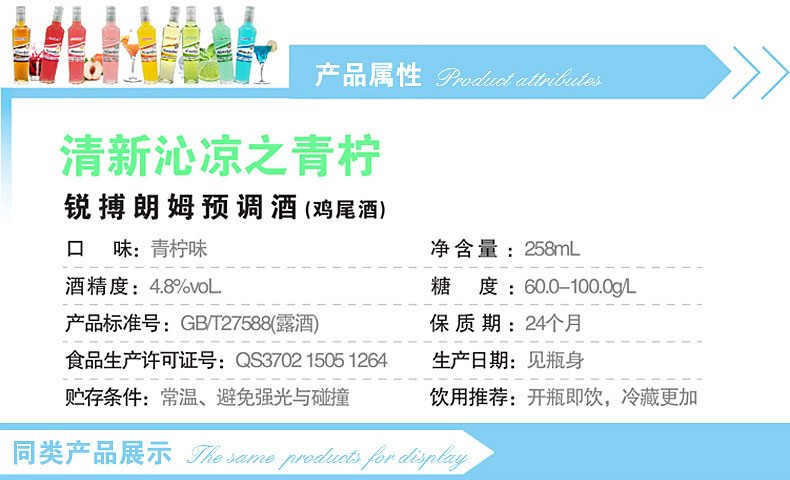 产品属性 Product attributes
清新沁凉之青柠
锐搏朗姆预调酒(鸡尾酒)
口 味：青柠味
净含量：258mL
酒精度：4.8%voL.
糖 度：60.0-100.0g/L
产品标准号：GB/T27588(露酒)
保质期：24个月
食品生产许可证号：QS3702 1505 1264
生产日期：见瓶身
贮存条件：常温、避免强光与碰撞
饮用推荐：开瓶即饮，冷藏更加
同类产品展示 The same products for display